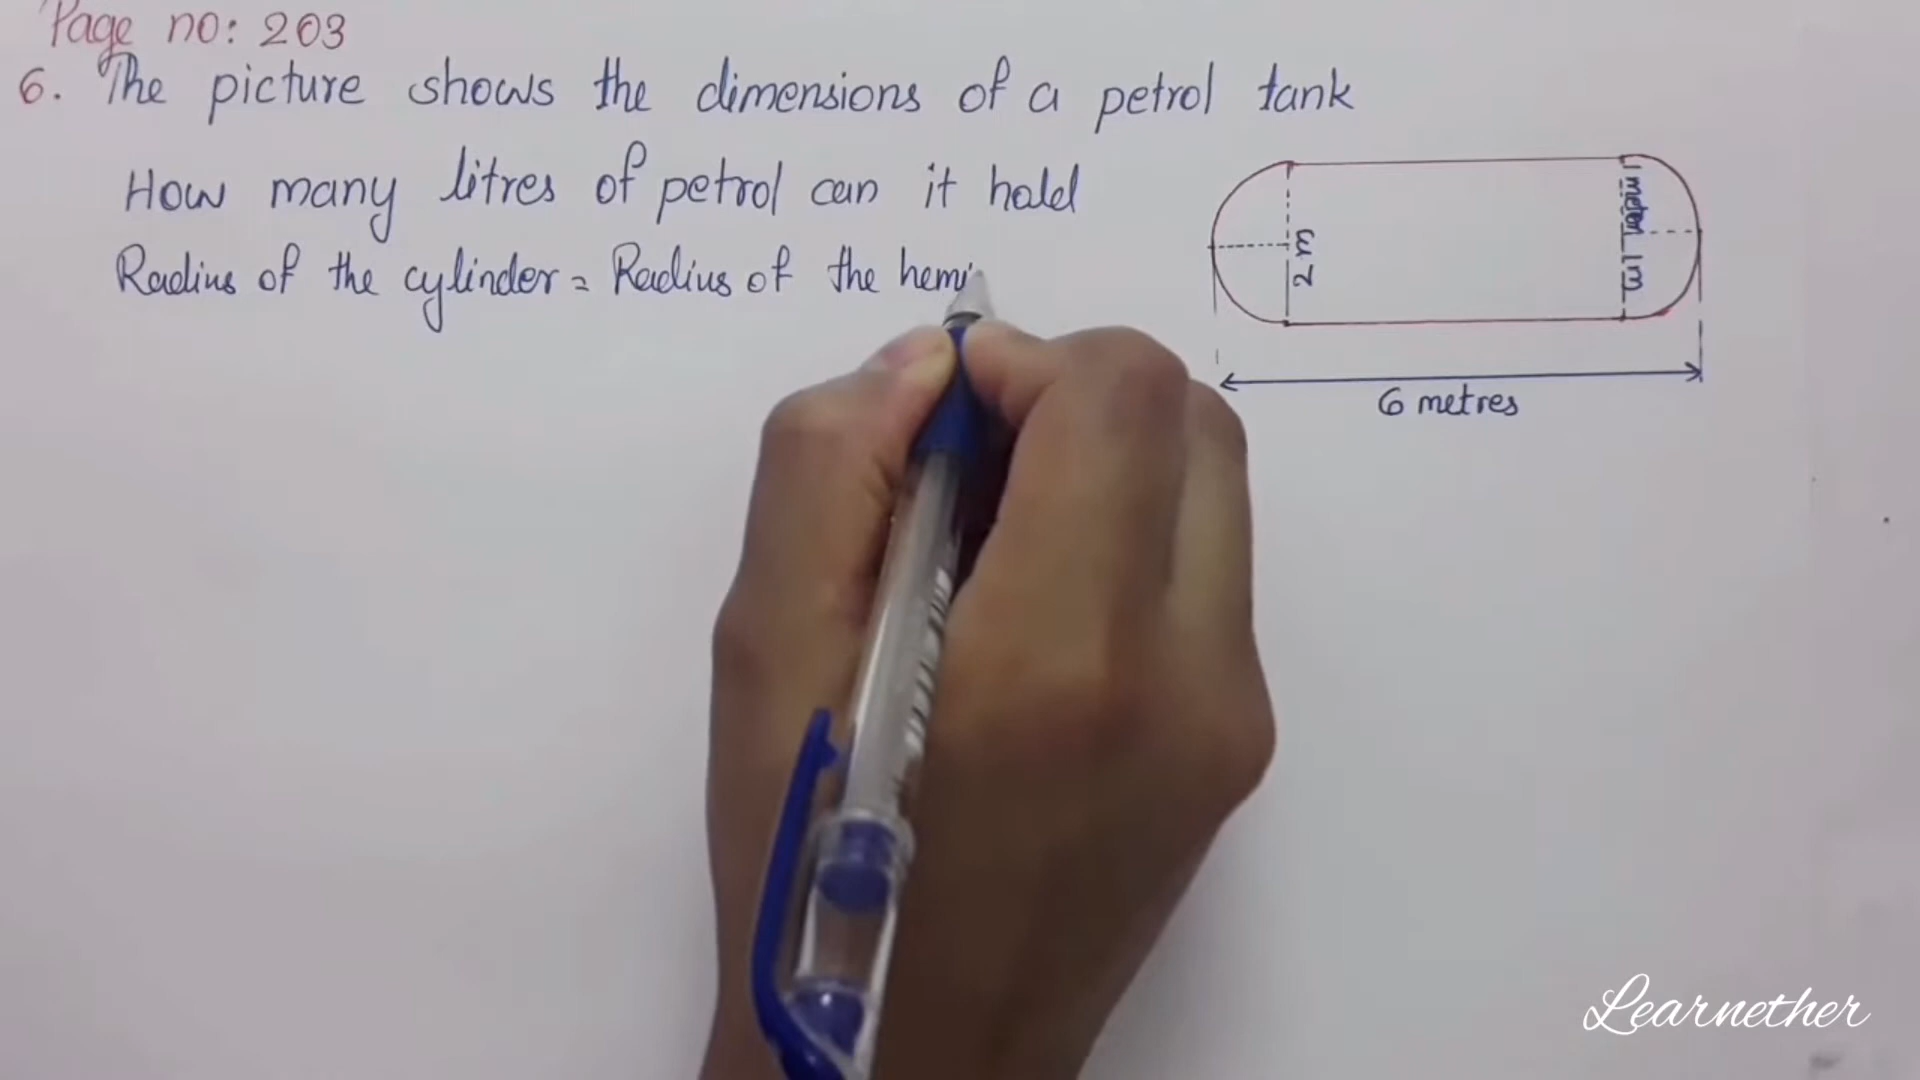 Page no: 203
6. The picture shows the dimensions of a petrol tank
How many litres of petrol can it hold
Radius of the cylinder = Radius of the hemi
2 m
1 meter
1m
6 metres
Learnether